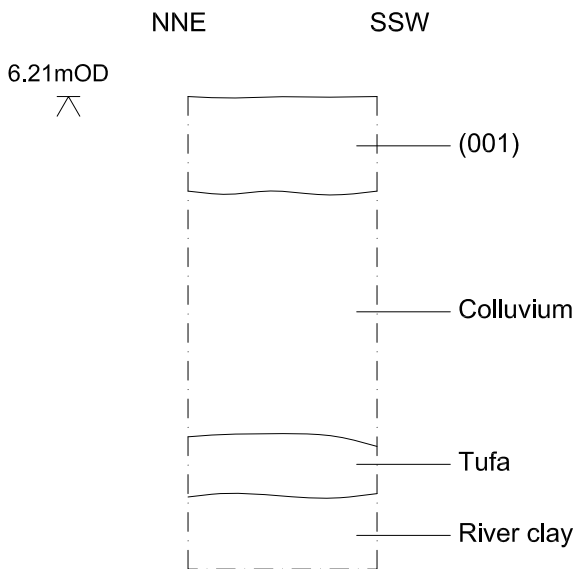 NNE SSW
6.21mOD
(001)
Colluvium
Tufa
River clay